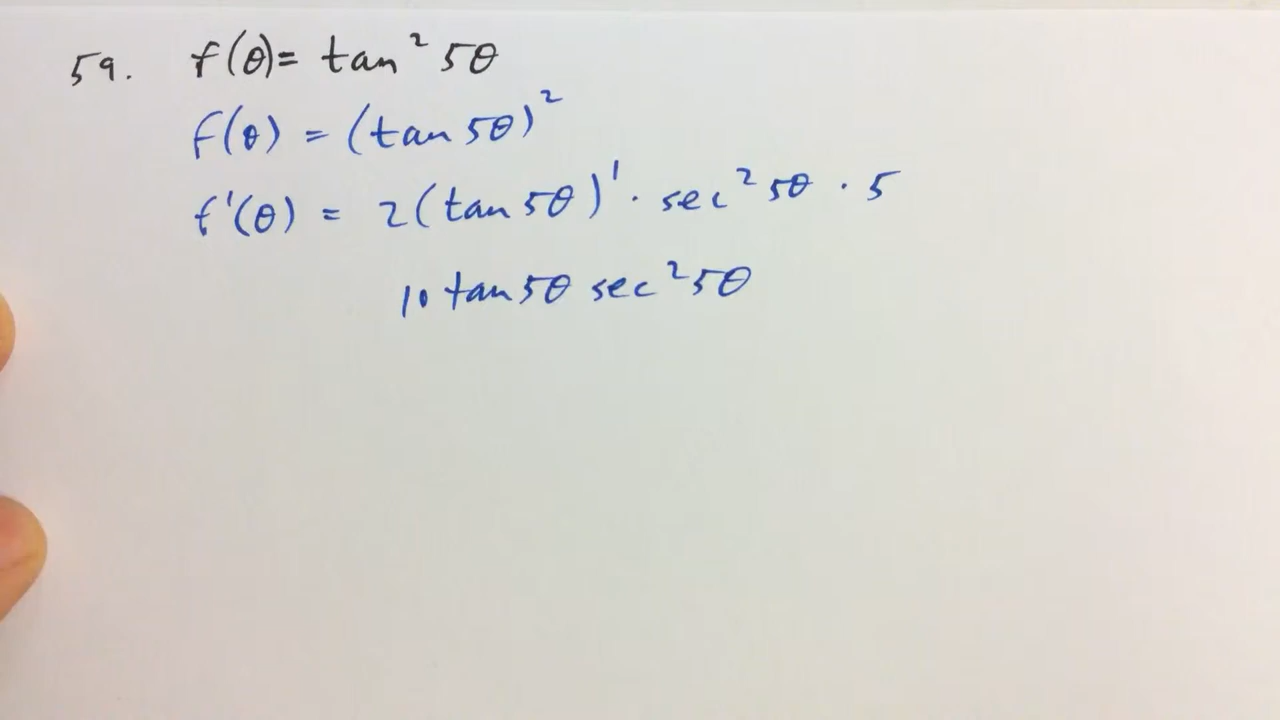 59. f(θ)= tan² 5θ
f(θ) = (tan 5θ)²
f'(θ) = 2(tan 5θ)¹ · sec² 5θ · 5
10 tan 5θ sec² 5θ